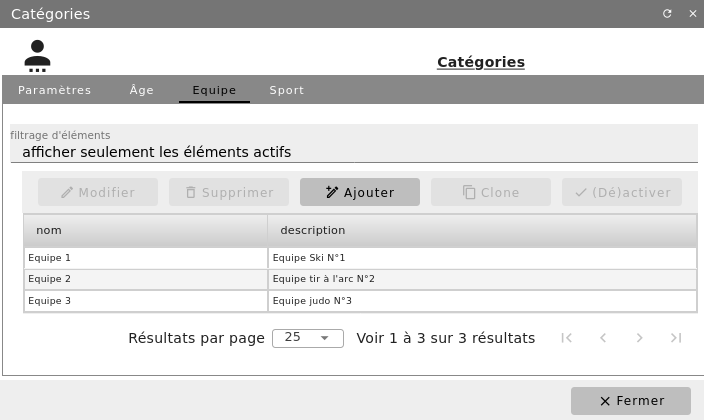 Catégories
Catégories
Paramètres Âge Equipe Sport
filtrage d'éléments
afficher seulement les éléments actifs
Modifier Supprimer Ajouter Clone (Dé)activer
nom description
Equipe 1 Equipe Ski N°1
Equipe 2 Equipe tir à l'arc N°2
Equipe 3 Equipe judo N°3
Résultats par page 25 Voir 1 à 3 sur 3 résultats
Fermer